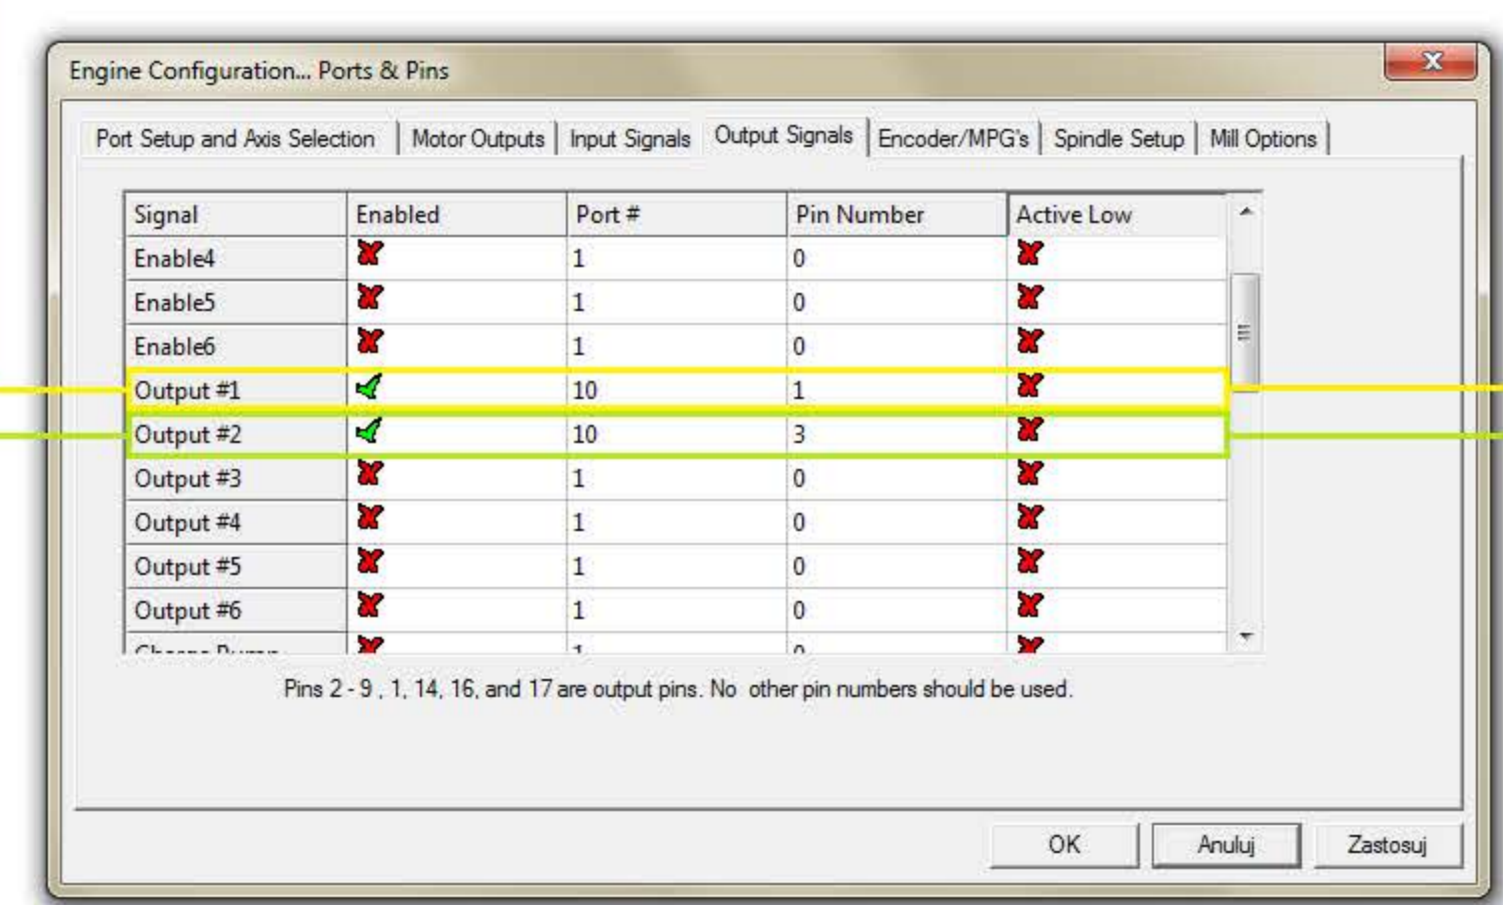 Engine Configuration... Ports & Pins
Port Setup and Axis Selection Motor Outputs Input Signals Output Signals Encoder/MPG's Spindle Setup Mill Options
Signal Enabled Port # Pin Number Active Low
Enable4 1 0
Enable5 1 0
Enable6 1 0
Output #1 10 1
Output #2 10 3
Output #3 1 0
Output #4 1 0
Output #5 1 0
Output #6 1 0
Charge Pump 1 0
Pins 2 - 9 , 1, 14, 16, and 17 are output pins. No other pin numbers should be used.
OK Anuluj Zastosuj